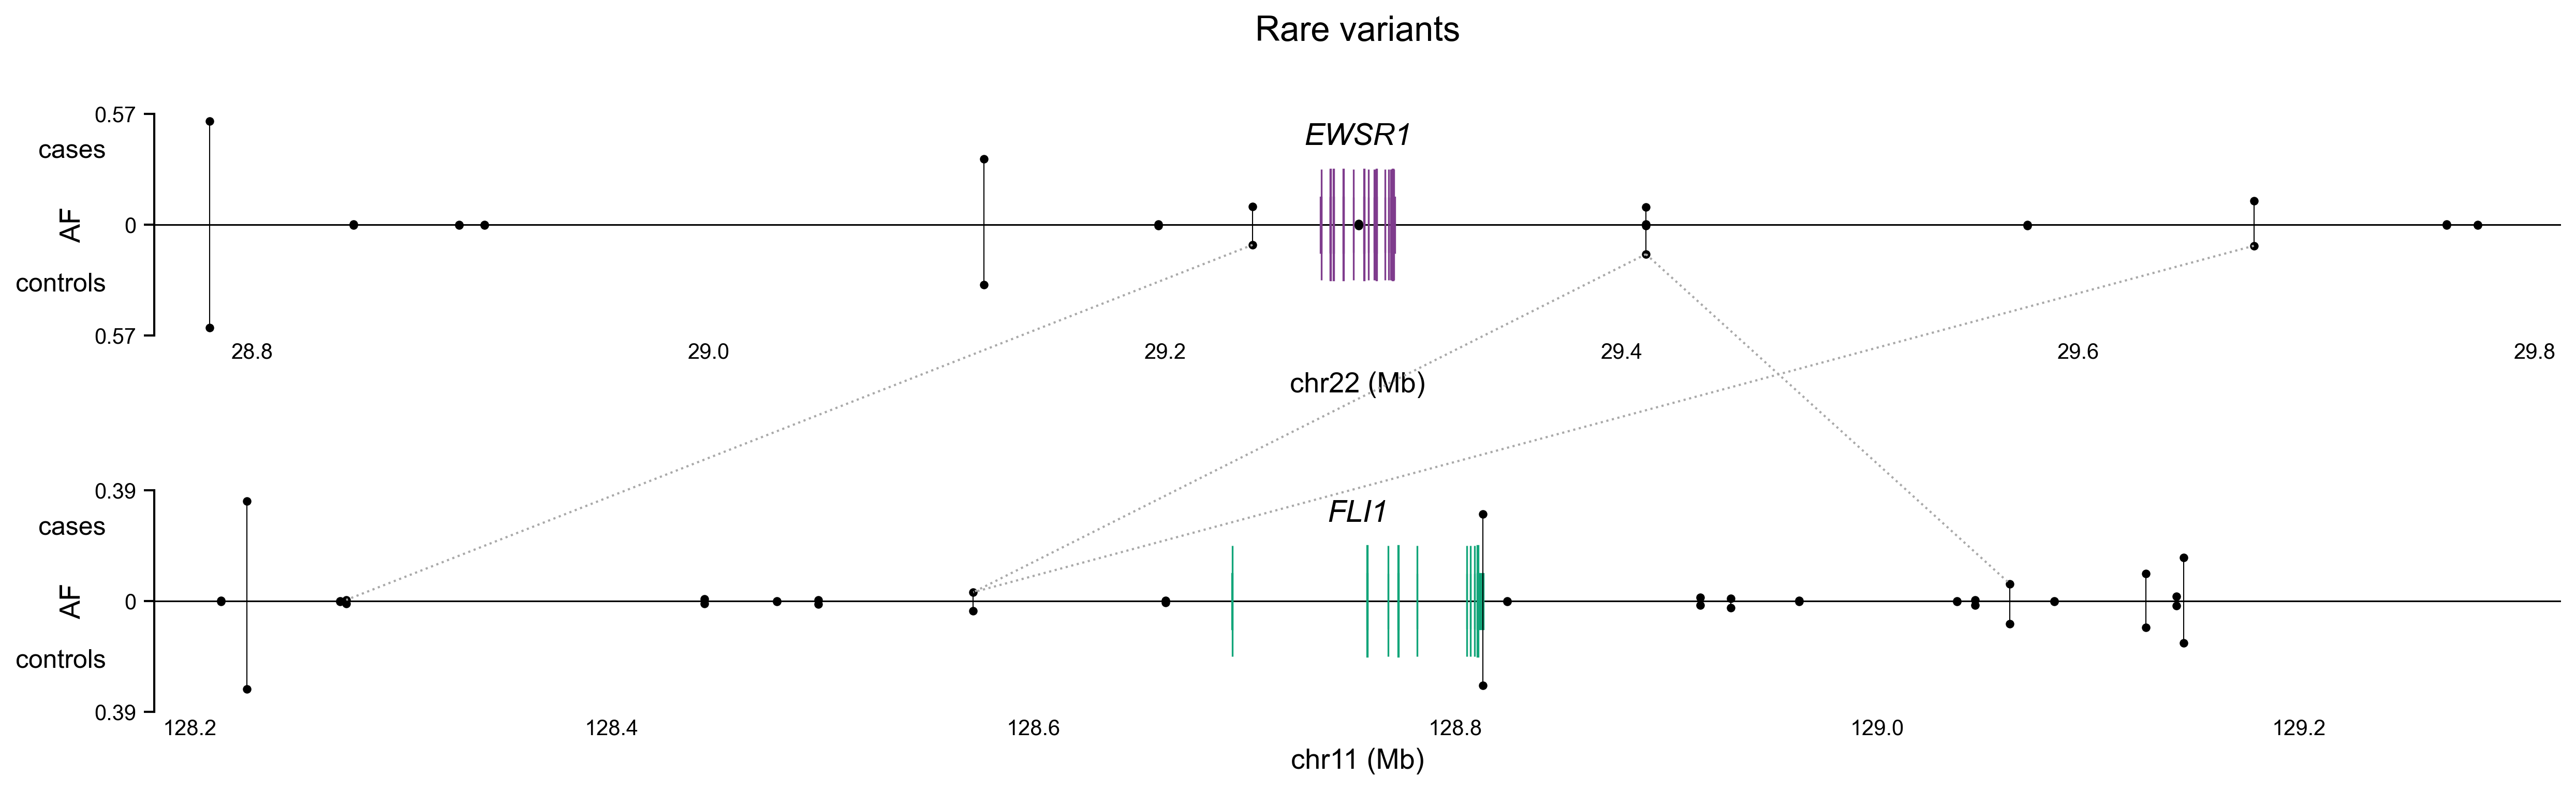 Rare variants
0.57
cases
EWSR1
AF
0
controls
0.57
28.8 29.0 29.2 29.4 29.6 29.8
chr22 (Mb)
0.39
cases
FLI1
AF
0
controls
0.39
128.2 128.4 128.6 128.8 129.0 129.2
chr11 (Mb)